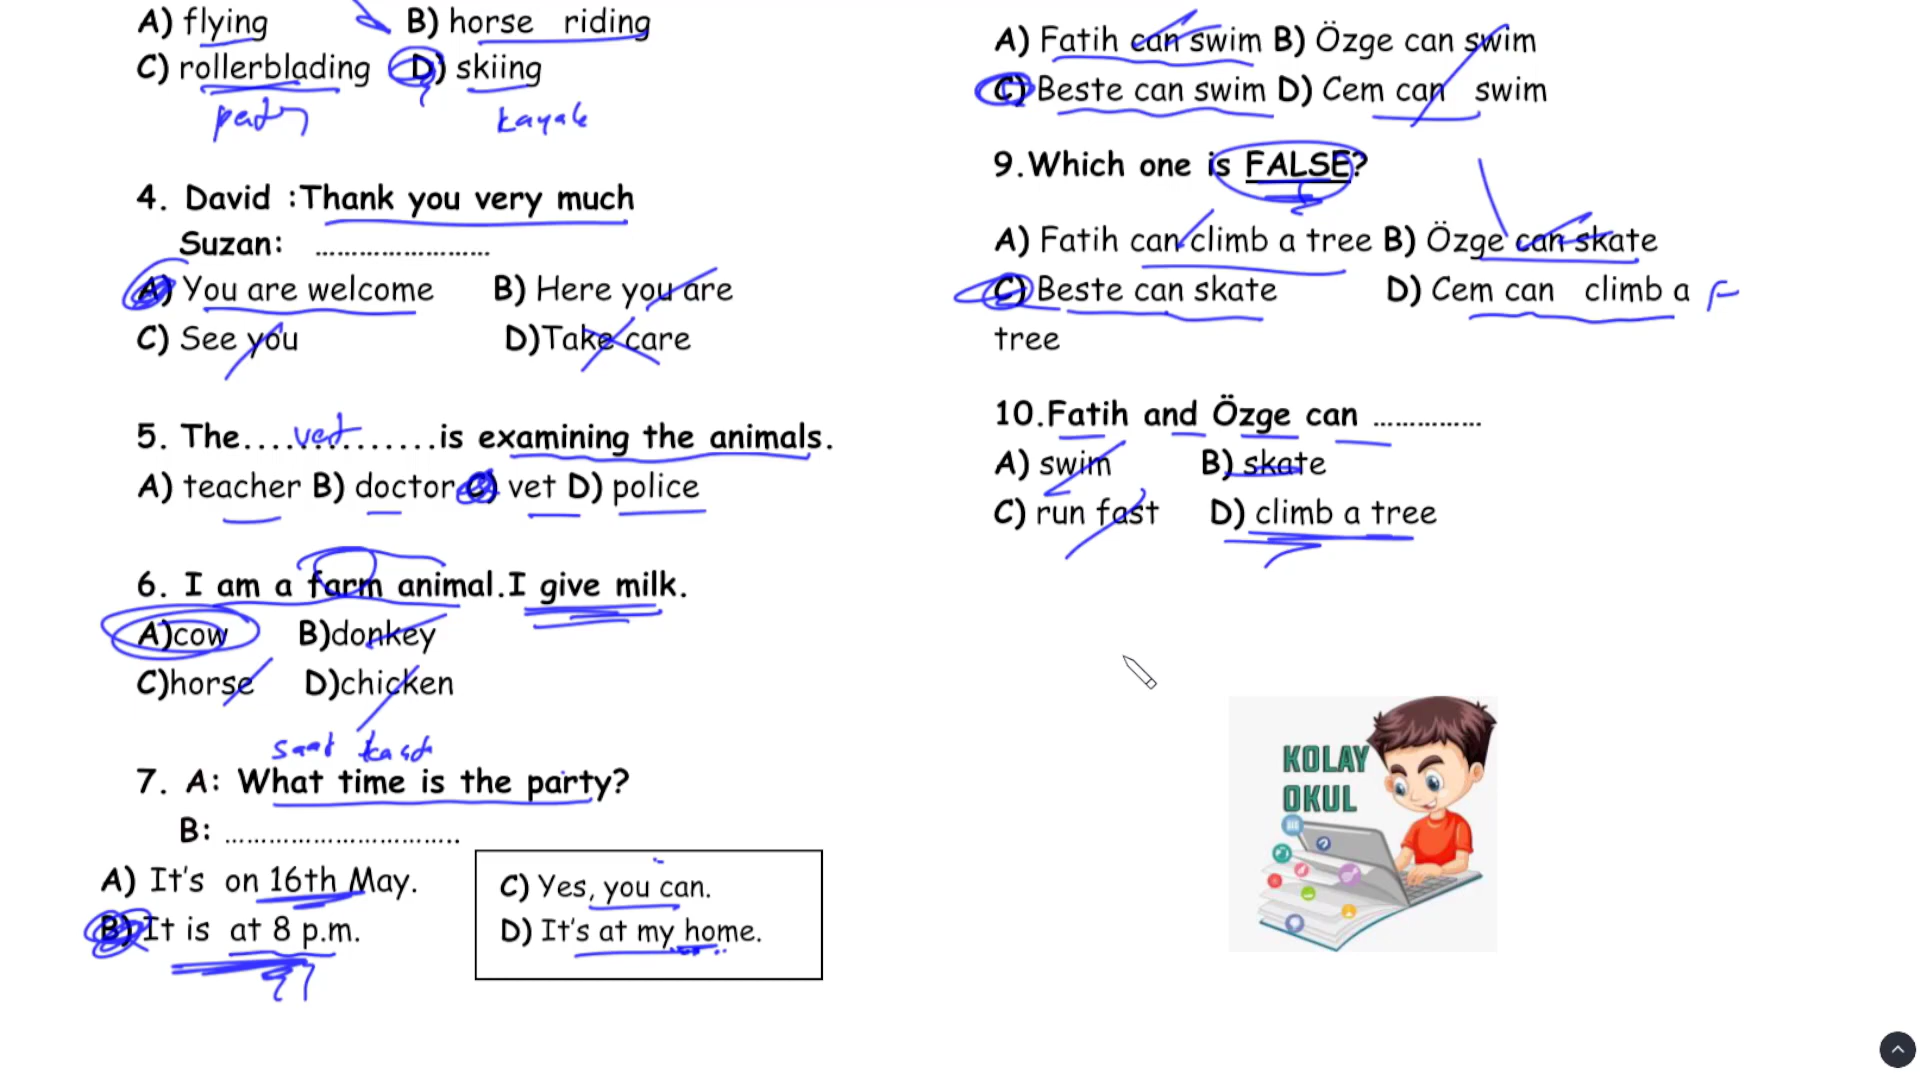 A) flying B) horse riding
C) rollerblading D) skiing
kayak
4. David :Thank you very much
Suzan: ........................
A) You are welcome B) Here you are
C) See you D)Take care
5. The....vet.........is examining the animals.
A) teacher B) doctor C) vet D) police
6. I am a farm animal.I give milk.
A)cow B)donkey
C)horse D)chicken
saat
7. A: What time is the party?
B: ................................
A) It's on 16th May.
B) It is at 8 p.m.
C) Yes, you can.
D) It's at my home.
A) Fatih can swim B) Özge can swim
C) Beste can swim D) Cem can swim
9.Which one is FALSE?
A) Fatih can climb a tree B) Özge can skate
C) Beste can skate D) Cem can climb a F
tree
10.Fatih and Özge can ...............
A) swim B) skate
C) run fast D) climb a tree
KOLAY
OKUL